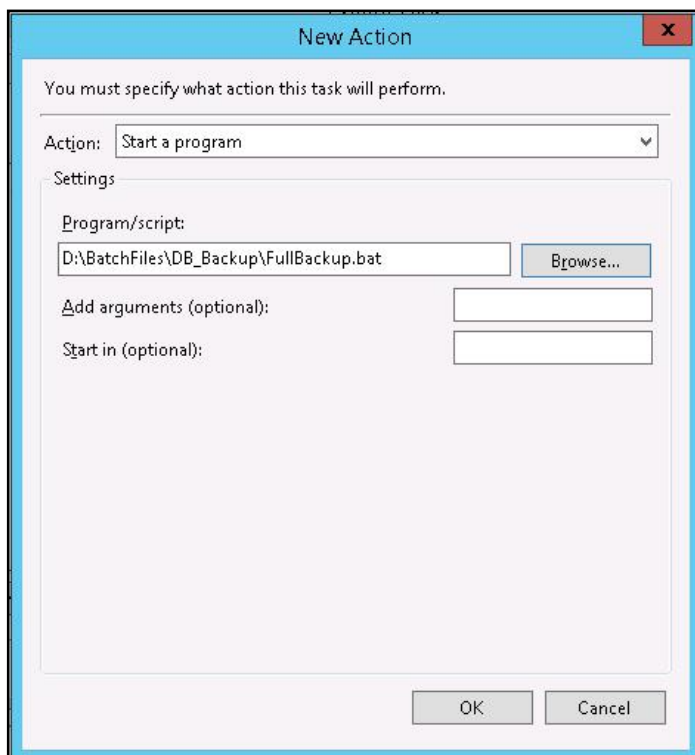 New Action
x
You must specify what action this task will perform.
Action: Start a program
Settings
Program/script:
D:\BatchFiles\DB_Backup\FullBackup.bat Browse...
Add arguments (optional):
Start in (optional):
OK Cancel